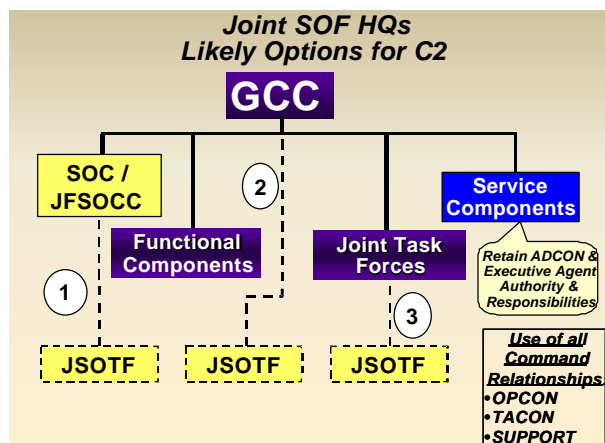 Joint SOF HQs
Likely Options for C2
GCC
SOC /
JFSOCC
2
Service
Components
Functional
Components
Joint Task
Forces
Retain ADCON &
Executive Agent
Authority &
Responsibilities
1
3
JSOTF
JSOTF
JSOTF
Use of all
Command
Relationships:
•OPCON
•TACON
•SUPPORT